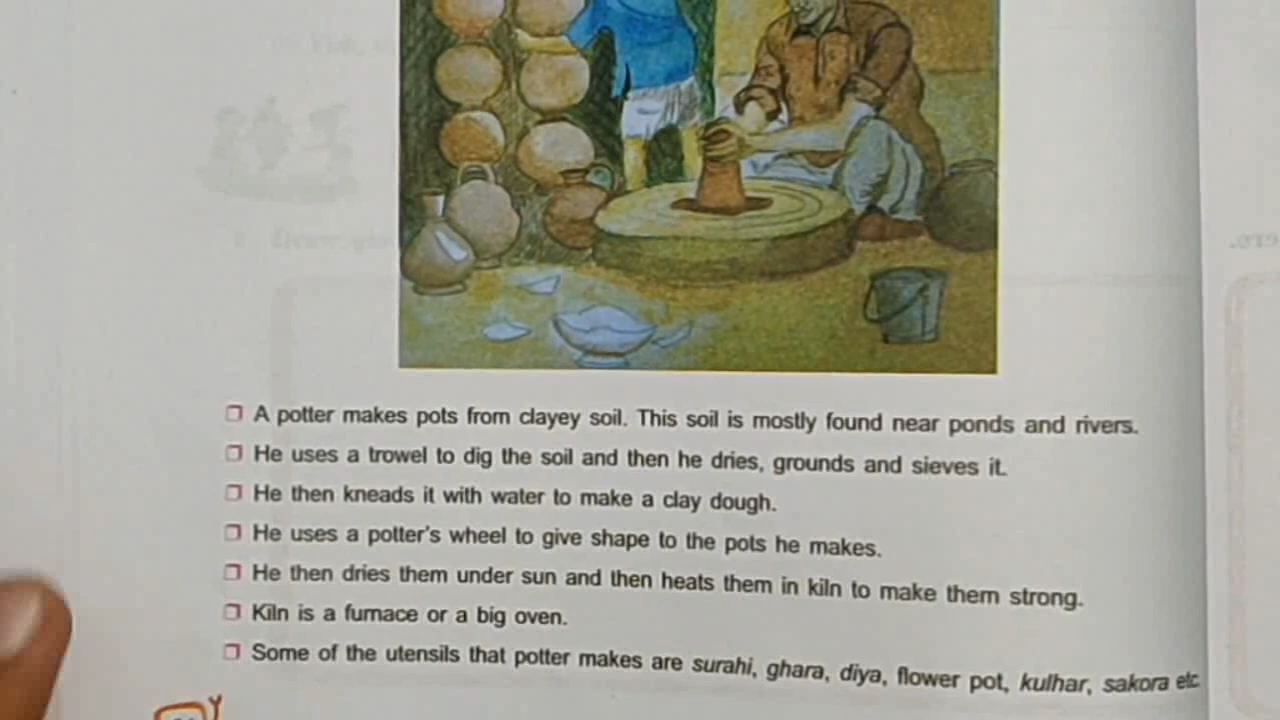 A potter makes pots from clayey soil. This soil is mostly found near ponds and rivers.
He uses a trowel to dig the soil and then he dries, grounds and sieves it.
He then kneads it with water to make a clay dough.
He uses a potter's wheel to give shape to the pots he makes.
He then dries them under sun and then heats them in kiln to make them strong.
Kiln is a furnace or a big oven.
Some of the utensils that potter makes are surahi, ghara, diya, flower pot, kulhar, sakora etc